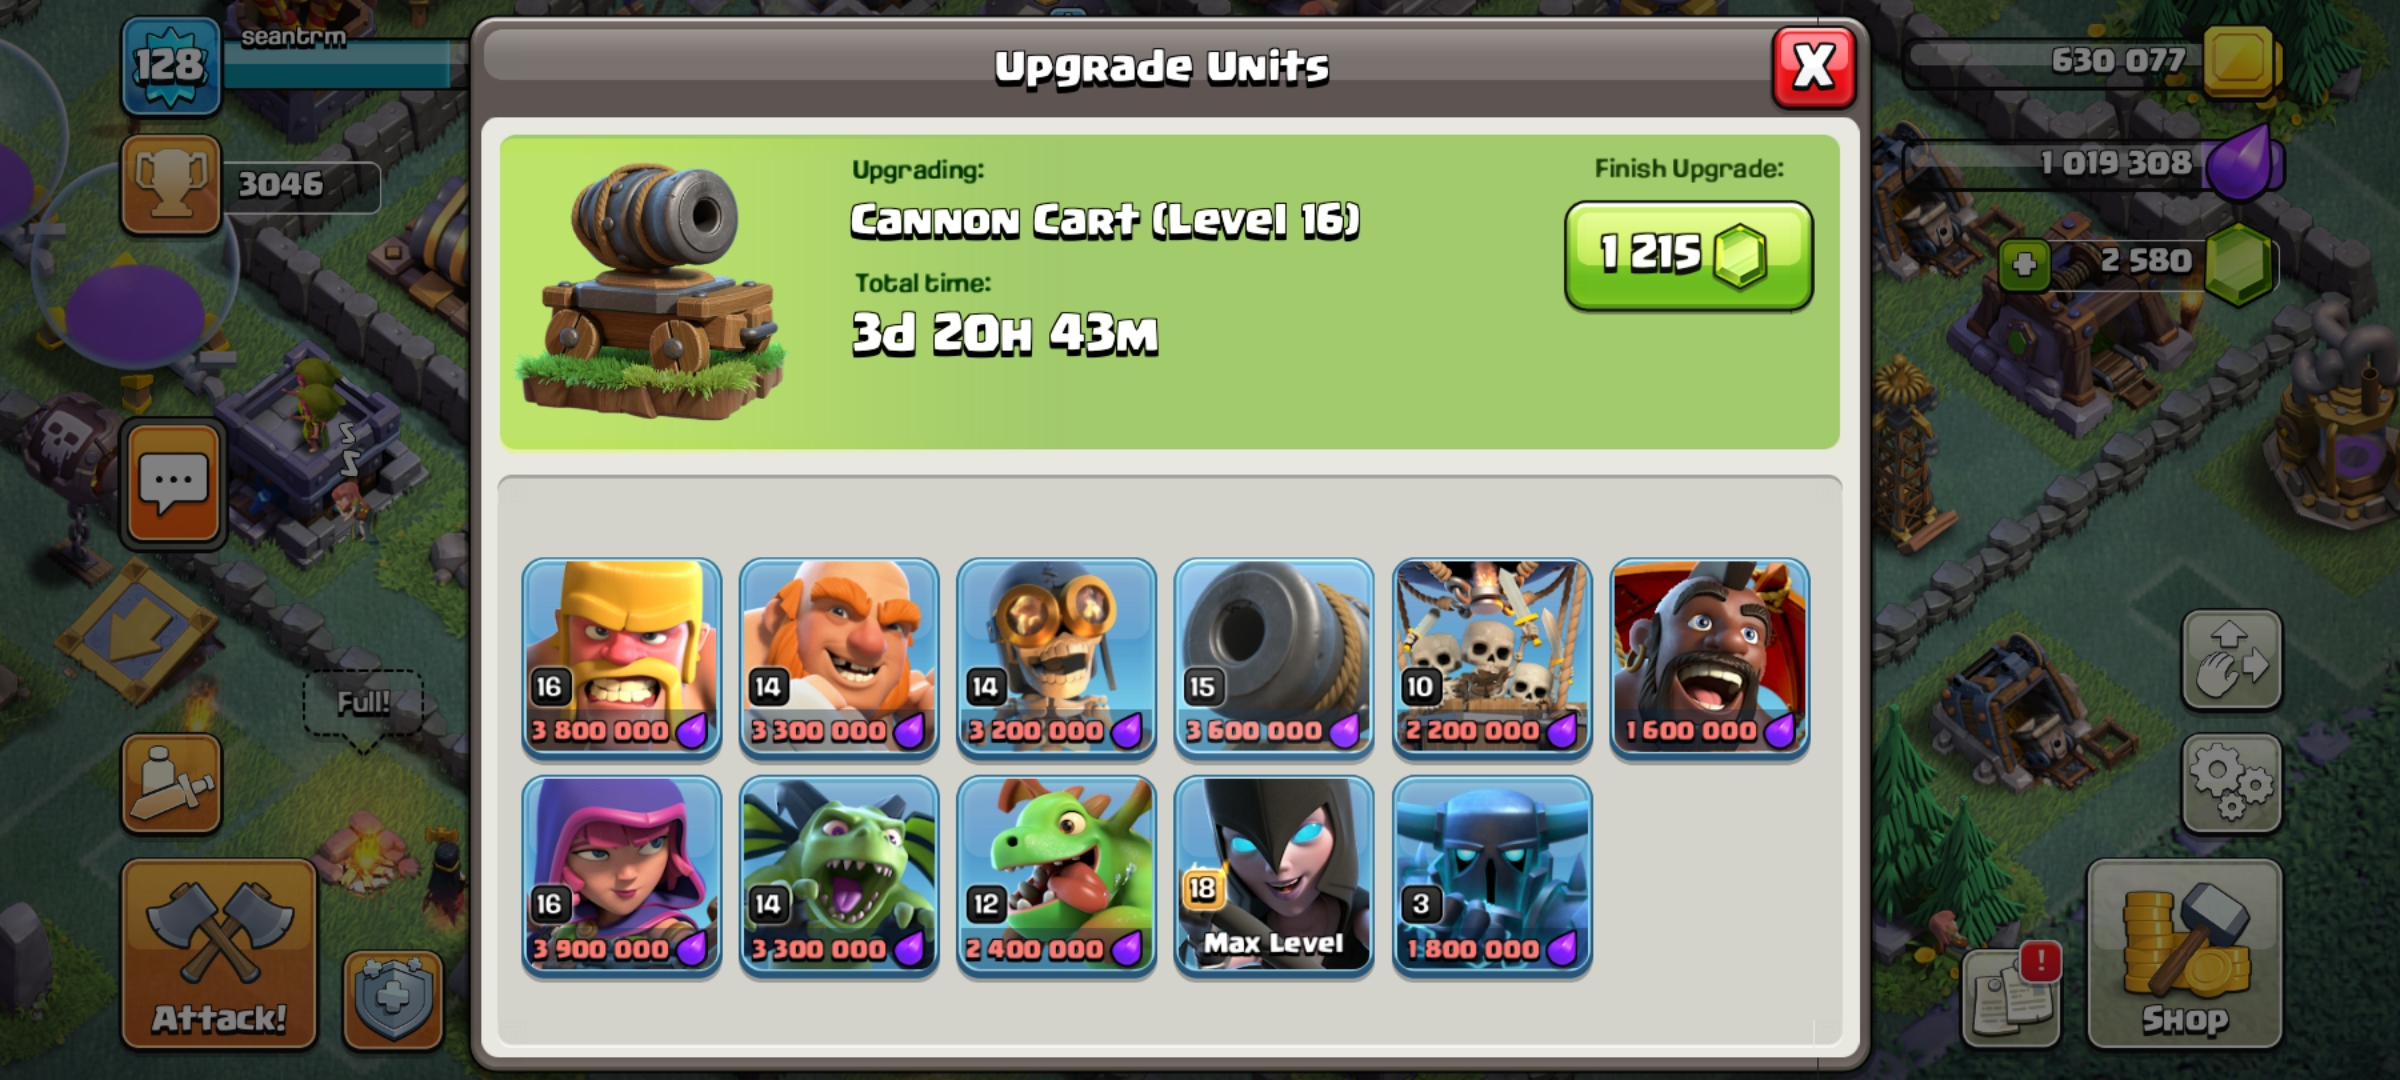 128
seantrm
Upgrade Units
X
630 077
1 019 308
2 580
3046
Upgrading:
Cannon Cart (Level 16)
Total time:
3d 20H 43M
Finish Upgrade:
1 215
Full!
16
3 800 000
14
3 300 000
14
3 200 000
15
3 600 000
10
2 200 000
1 600 000
16
3 900 000
14
3 300 000
12
2 400 000
18
Max Level
3
1 800 000
Attack!
!
Shop